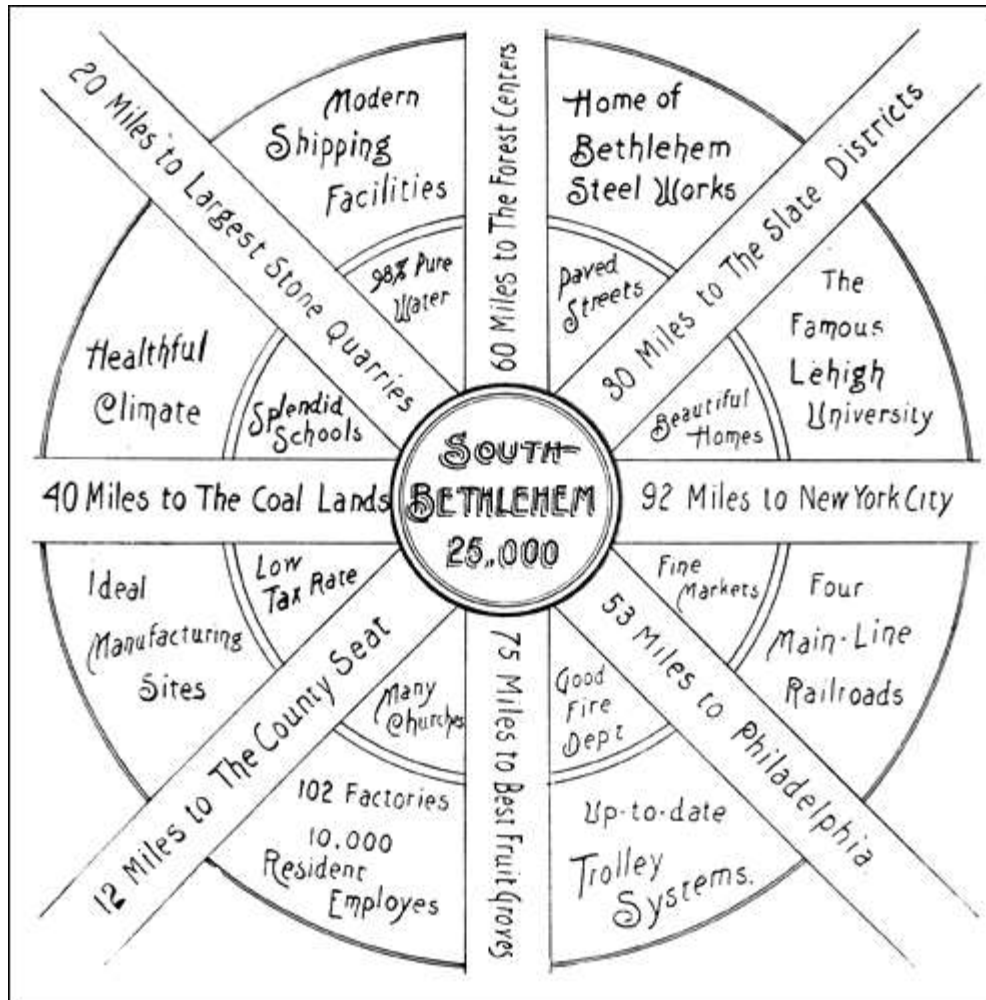 SOUTH-
BETHLEHEM
25,000
60 Miles to The Forest Centers
Home of
Bethlehem
Steel Works
Paved
Streets
30 Miles to The Slate Districts
The
Famous
Lehigh
University
Beautiful
Homes
92 Miles to New York City
Fine
Markets
Four
Main-Line
Railroads
53 Miles to Philadelphia
Good
Fire
Dept
Up-to-date
Trolley
Systems.
75 Miles to Best Fruit Groves
Many
Churches
102 Factories
10,000
Resident
Employes
12 Miles to The County Seat
Low
Tax Rate
Ideal
Manufacturing
Sites
40 Miles to The Coal Lands
Splendid
Schools
Healthful
Climate
20 Miles to Largest Stone Quarries
98% Pure
Water
Modern
Shipping
Facilities